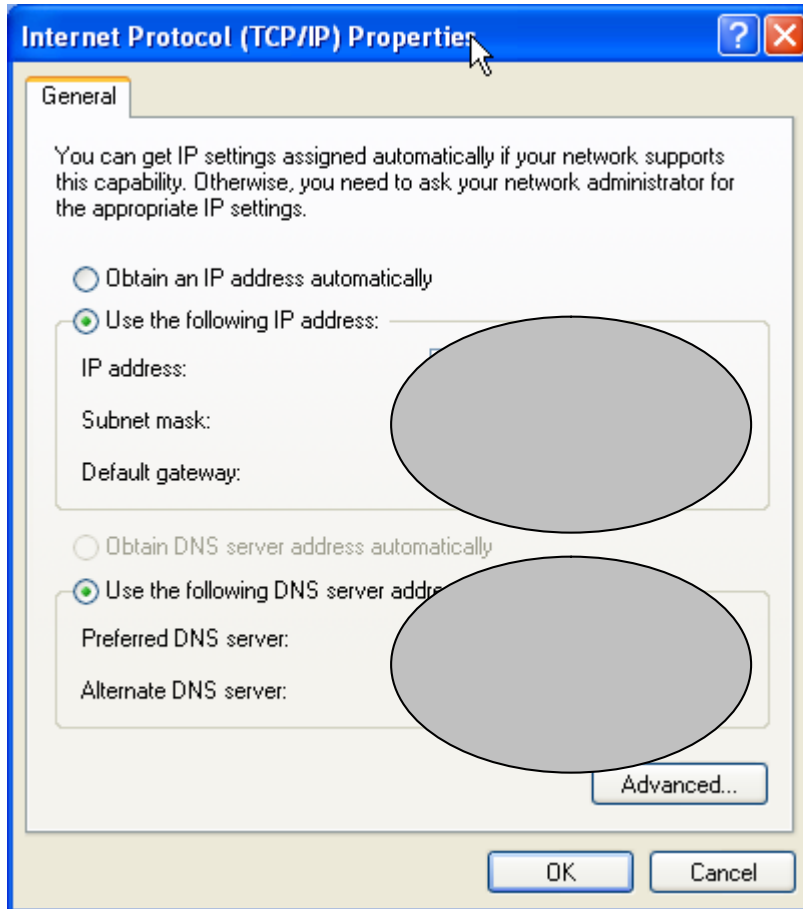 Internet Protocol (TCP/IP) Properties
General
You can get IP settings assigned automatically if your network supports
this capability. Otherwise, you need to ask your network administrator for
the appropriate IP settings.
Obtain an IP address automatically
Use the following IP address:
IP address:
Subnet mask:
Default gateway:
Obtain DNS server address automatically
Use the following DNS server
Preferred DNS server:
Alternate DNS server:
Advanced...
OK Cancel